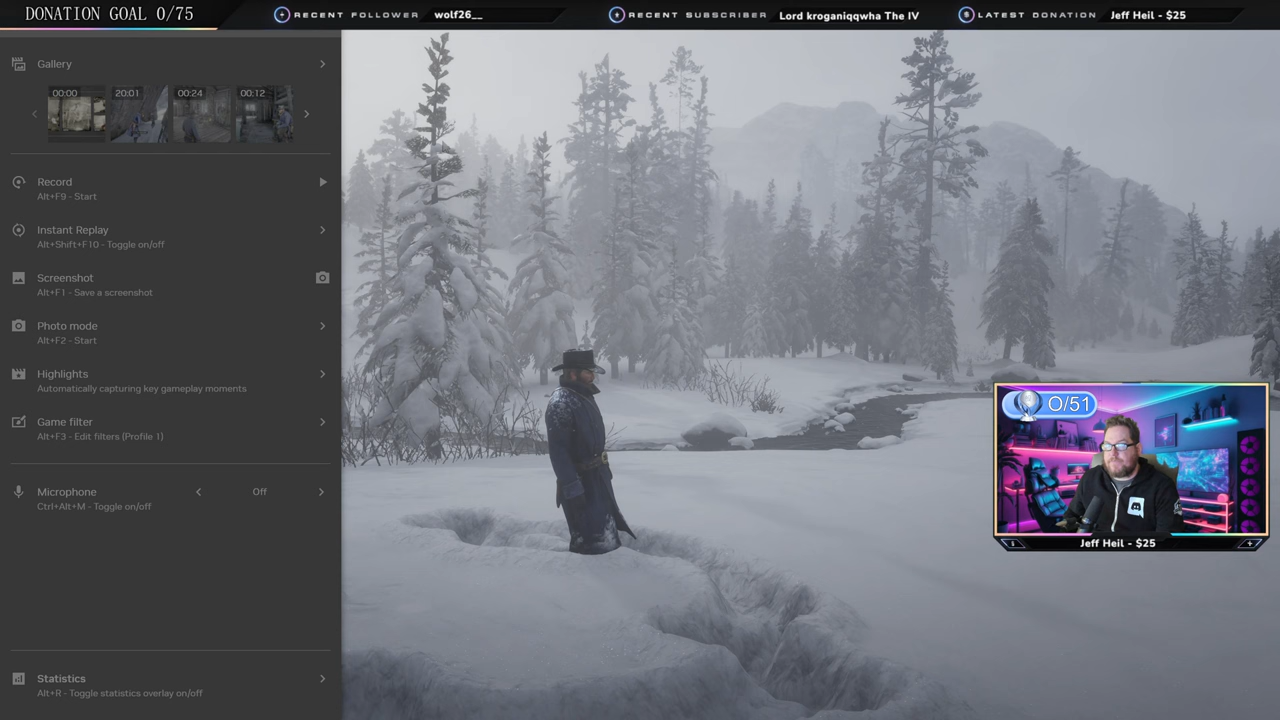 DONATION GOAL 0/75
RECENT FOLLOWER wolf26__
RECENT SUBSCRIBER Lord kroganiqqwha The IV
LATEST DONATION Jeff Heil - $25
Gallery
00:00 20:01 00:24 00:12
Record
Alt+F9 - Start
Instant Replay
Alt+Shift+F10 - Toggle on/off
Screenshot
Alt+F1 - Save a screenshot
Photo mode
Alt+F2 - Start
Highlights
Automatically capturing key gameplay moments
Game filter
Alt+F3 - Edit filters (Profile 1)
Microphone Off
Ctrl+Alt+M - Toggle on/off
Statistics
Alt+R - Toggle statistics overlay on/off
0/51
Jeff Heil - $25